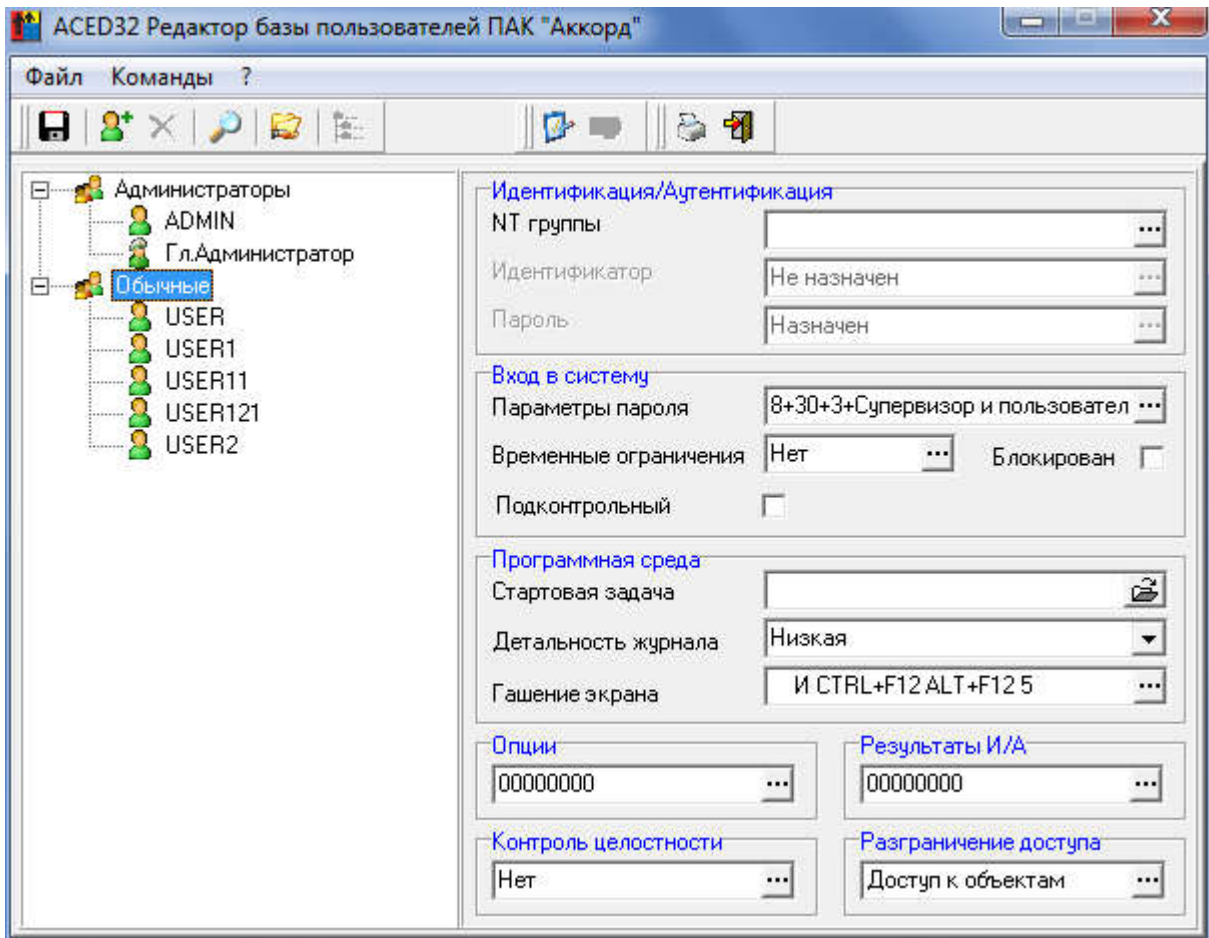 ACED32 Редактор базы пользователей ПАК "Аккорд"
Файл Команды ?
Администраторы
ADMIN
Гл.Администратор
Обычные
USER
USER1
USER11
USER121
USER2
Идентификация/Аутентификация
NT группы
Идентификатор Не назначен
Пароль Назначен
Вход в систему
Параметры пароля 8+30+3+Супервизор и пользовател
Временные ограничения Нет Блокирован
Подконтрольный
Программная среда
Стартовая задача
Детальность журнала Низкая
Гашение экрана И CTRL+F12 ALT+F12 5
Опции Результаты И/А
00000000 00000000
Контроль целостности Разграничение доступа
Нет Доступ к объектам